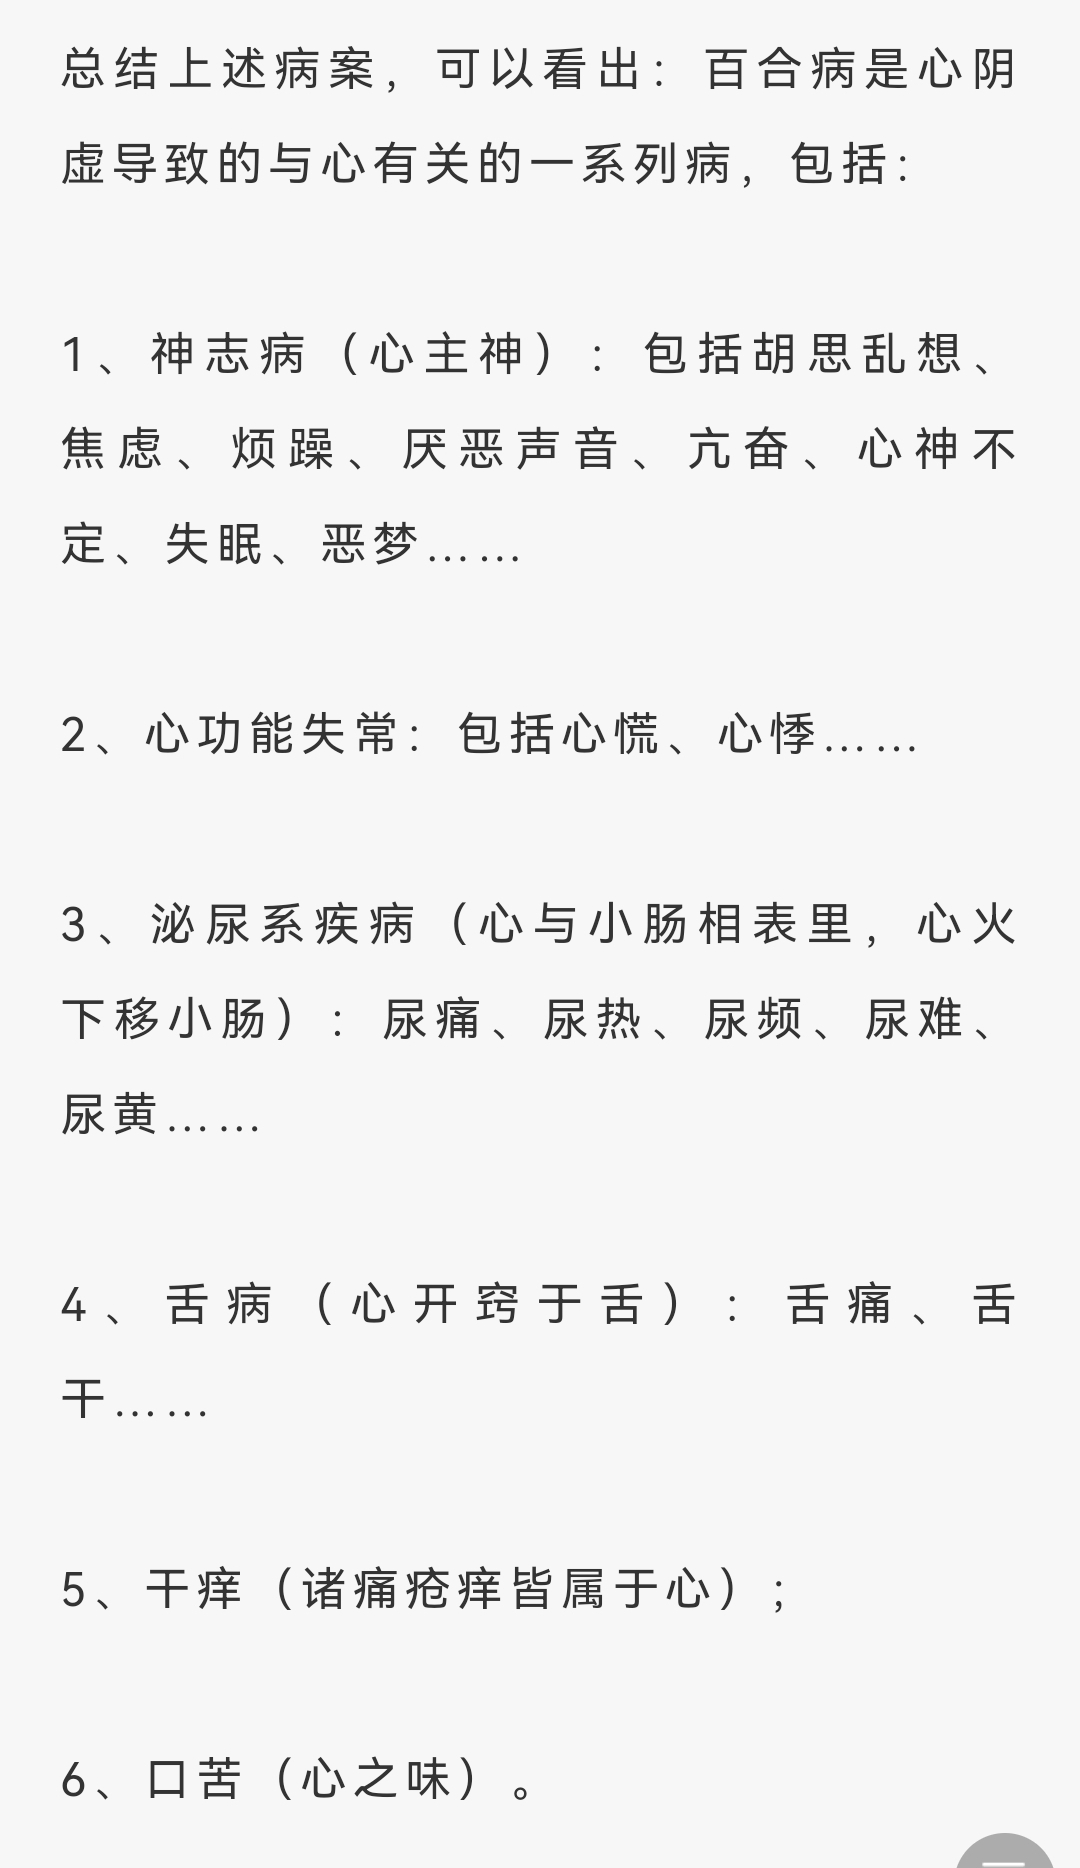 总结上述病案，可以看出：百合病是心阴
虚导致的与心有关的一系列病，包括：
1、神志病（心主神）：包括胡思乱想、
焦虑、烦躁、厌恶声音、亢奋、心神不
定、失眠、恶梦……
2、心功能失常：包括心慌、心悸……
3、泌尿系疾病（心与小肠相表里，心火
下移小肠）：尿痛、尿热、尿频、尿难、
尿黄……
4、舌病（心开窍于舌）：舌痛、舌
干……
5、干痒（诸痛疮痒皆属于心）；
6、口苦（心之味）。